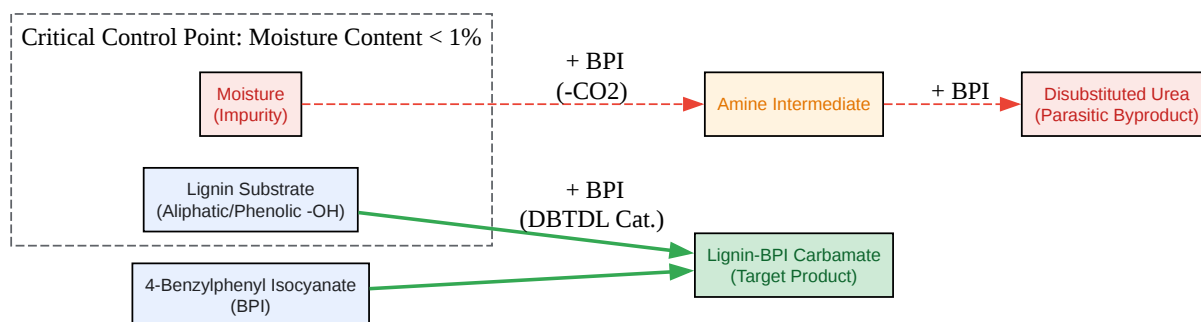 Critical Control Point: Moisture Content < 1%
Moisture
(Impurity)
+ BPI
(-CO2)
Amine Intermediate
+ BPI
Disubstituted Urea
(Parasitic Byproduct)
Lignin Substrate
(Aliphatic/Phenolic -OH)
+ BPI
(DBTDL Cat.)
Lignin-BPI Carbamate
(Target Product)
4-Benzylphenyl Isocyanate
(BPI)